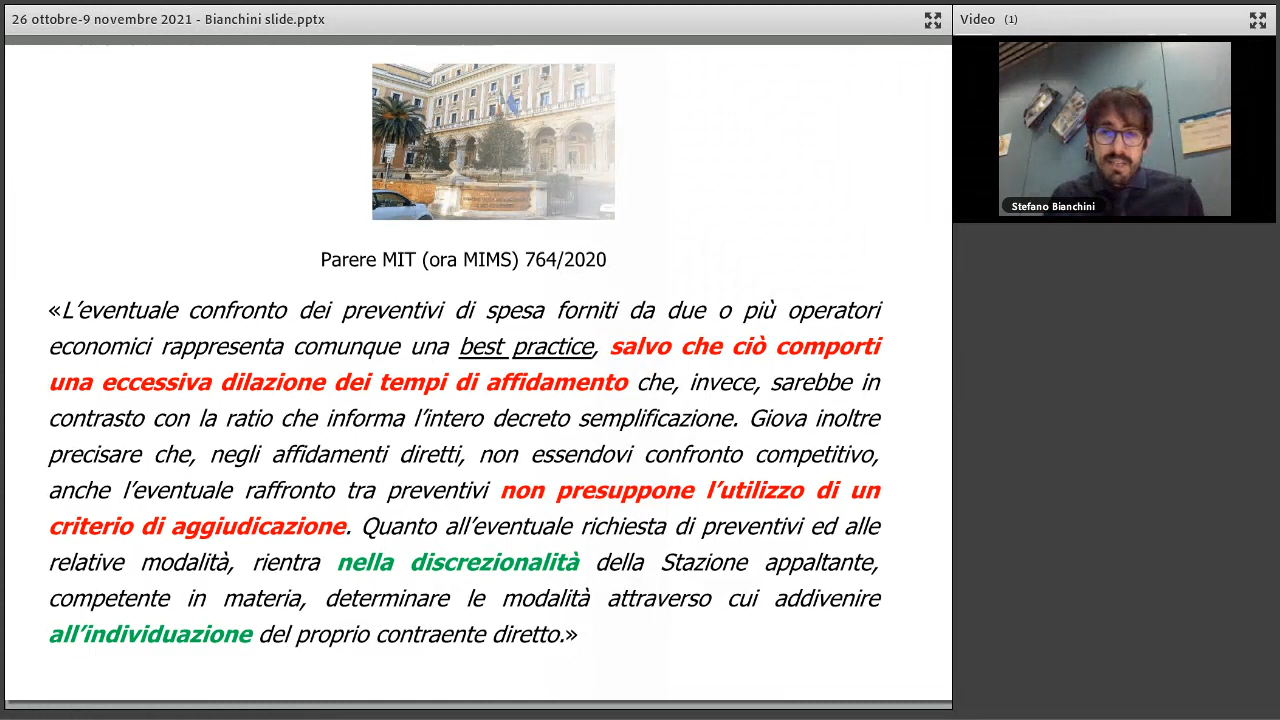 26 ottobre-9 novembre 2021 - Bianchini slide.pptx
Video (1)
Stefano Bianchini
Parere MIT (ora MIMS) 764/2020
«L’eventuale confronto dei preventivi di spesa forniti da due o più operatori
economici rappresenta comunque una best practice, salvo che ciò comporti
una eccessiva dilazione dei tempi di affidamento che, invece, sarebbe in
contrasto con la ratio che informa l’intero decreto semplificazione. Giova inoltre
precisare che, negli affidamenti diretti, non essendovi confronto competitivo,
anche l’eventuale raffronto tra preventivi non presuppone l’utilizzo di un
criterio di aggiudicazione. Quanto all’eventuale richiesta di preventivi ed alle
relative modalità, rientra nella discrezionalità della Stazione appaltante,
competente in materia, determinare le modalità attraverso cui addivenire
all’individuazione del proprio contraente diretto.»